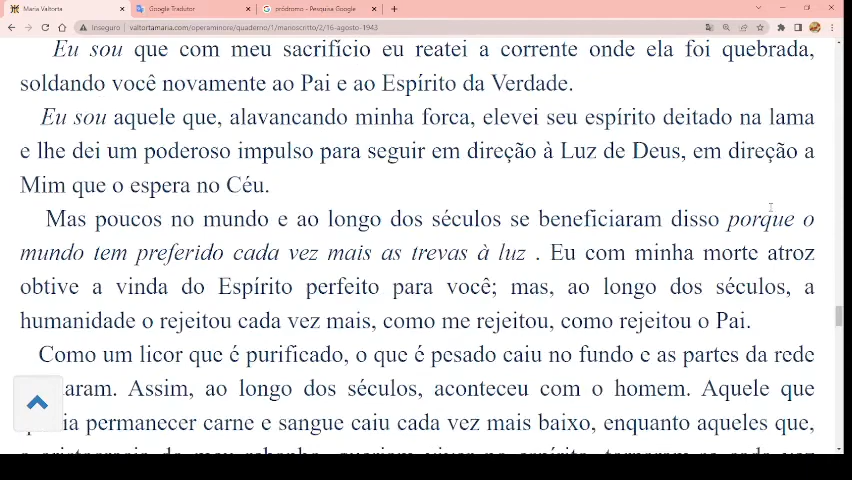 Maria Valtorta
Google Tradutor
pródromo - Pesquisa Google
Inseguro | valtortamaria.com/operaminore/quaderno/1/manoscritto/2/16-agosto-1943
Eu sou que com meu sacrifício eu reatei a corrente onde ela foi quebrada,
soldando você novamente ao Pai e ao Espírito da Verdade.
Eu sou aquele que, alavancando minha forca, elevei seu espírito deitado na lama
e lhe dei um poderoso impulso para seguir em direção à Luz de Deus, em direção a
Mim que o espera no Céu.
Mas poucos no mundo e ao longo dos séculos se beneficiaram disso porque o
mundo tem preferido cada vez mais as trevas à luz . Eu com minha morte atroz
obtive a vinda do Espírito perfeito para você; mas, ao longo dos séculos, a
humanidade o rejeitou cada vez mais, como me rejeitou, como rejeitou o Pai.
Como um licor que é purificado, o que é pesado caiu no fundo e as partes da rede
aram. Assim, ao longo dos séculos, aconteceu com o homem. Aquele que
ia permanecer carne e sangue caiu cada vez mais baixo, enquanto aqueles que,